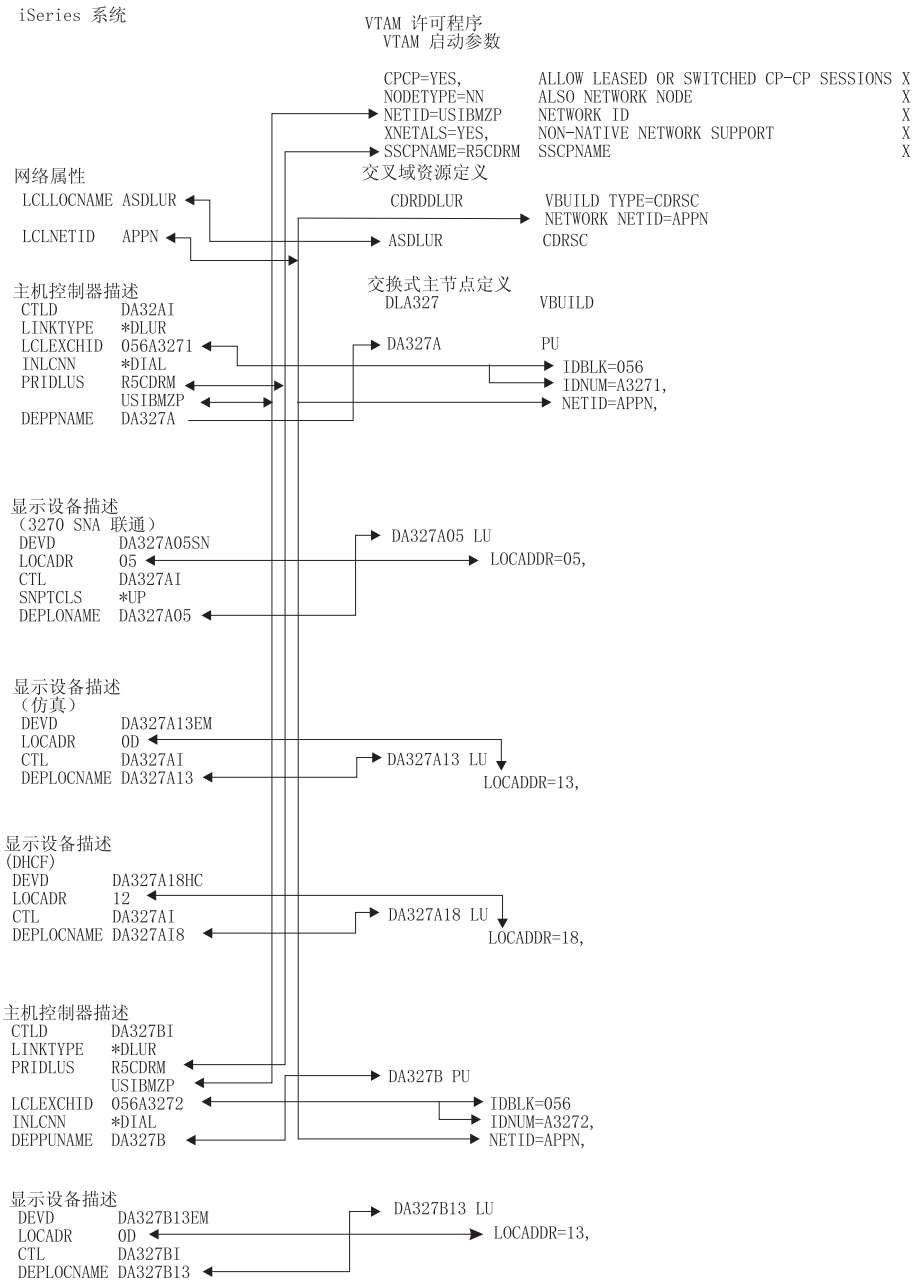 iSeries 系统
VTAM 许可程序
VTAM 启动参数
CPCP=YES, ALLOW LEASED OR SWITCHED CP-CP SESSIONS X
NODETYPE=NN ALSO NETWORK NODE X
NETID=USIBMZP NETWORK ID X
XNETALS=YES, NON-NATIVE NETWORK SUPPORT X
SSCPNAME=R5CDRM SSCPNAME X
网络属性
交叉域资源定义
LCLLOCNAME ASDLUR
CDRDDLUR VBUILD TYPE=CDRSC
NETWORK NETID=APPN
LCLNETID APPN
ASDLUR CDRSC
主机控制器描述
交换式主节点定义
CTLD DA32AI
DLA327 VBUILD
LINKTYPE *DLUR
LCLEXCHID 056A3271
DA327A PU
INLCNN *DIAL
IDBLK=056
PRIDLUS R5CDRM
IDNUM=A3271,
USIBMZP
NETID=APPN,
DEPPNAME DA327A
显示设备描述
（3270 SNA 联通）
DEVD DA327A05SN
DA327A05 LU
LOCADR 05
LOCADDR=05,
CTL DA327AI
SNPTCLS *UP
DEPLONAME DA327A05
显示设备描述
（仿真）
DEVD DA327A13EM
LOCADR 0D
CTL DA327AI
DA327A13 LU
DEPLOCNAME DA327A13
LOCADDR=13,
显示设备描述
(DHCF)
DEVD DA327A18HC
LOCADR 12
CTL DA327AI
DA327A18 LU
DEPLOCNAME DA327AI8
LOCADDR=18,
主机控制器描述
CTLD DA327BI
LINKTYPE *DLUR
PRIDLUS R5CDRM
DA327B PU
USIBMZP
LCLEXCHID 056A3272
IDBLK=056
INLCNN *DIAL
IDNUM=A3272,
DEPPUNAME DA327B
NETID=APPN,
显示设备描述
DA327B13 LU
DEVD DA327B13EM
LOCADR 0D
LOCADDR=13,
CTL DA327BI
DEPLOCNAME DA327B13